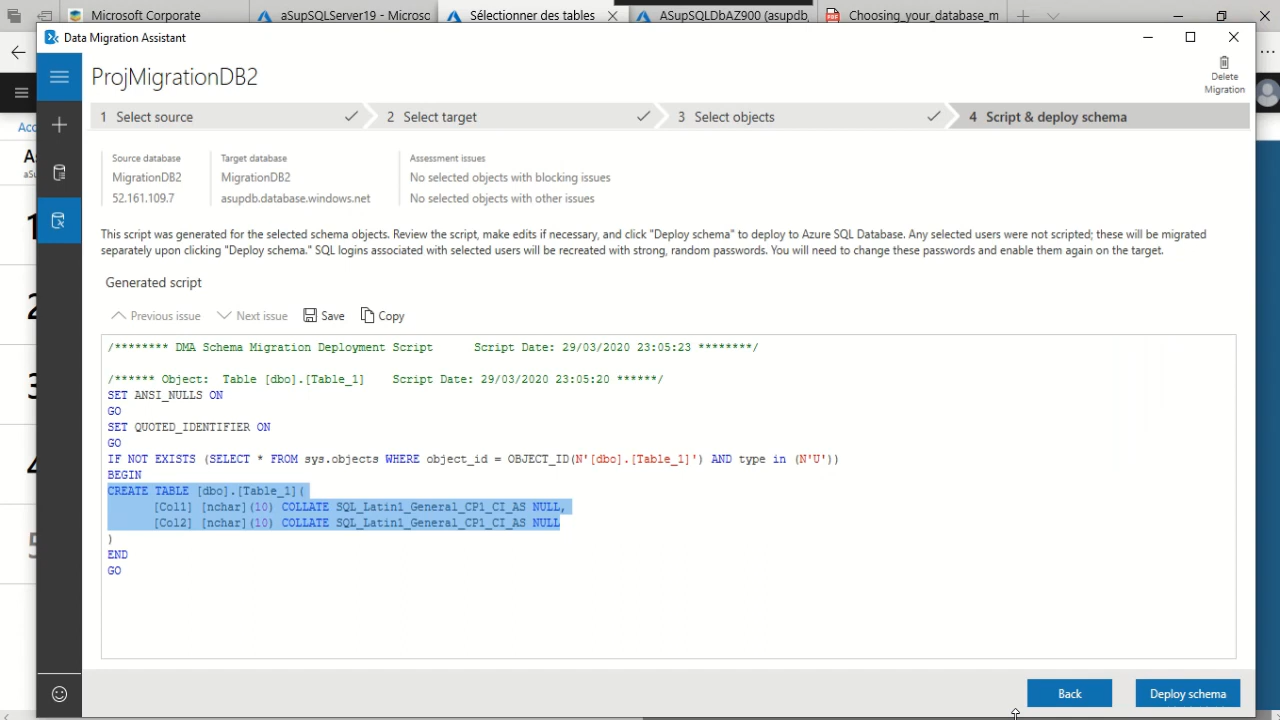 Microsoft Corporate
aSupSQLServer19 - Microsoc
Sélectionner des tables
ASupSQLDbAZ900 (asupdb,
Choosing_your_database_m
Data Migration Assistant
ProjMigrationDB2
Delete
Migration
1 Select source
2 Select target
3 Select objects
4 Script & deploy schema
Source database
MigrationDB2
52.161.109.7
Target database
MigrationDB2
asupdb.database.windows.net
Assessment issues
No selected objects with blocking issues
No selected objects with other issues
This script was generated for the selected schema objects. Review the script, make edits if necessary, and click "Deploy schema" to deploy to Azure SQL Database. Any selected users were not scripted; these will be migrated
separately upon clicking "Deploy schema." SQL logins associated with selected users will be recreated with strong, random passwords. You will need to change these passwords and enable them again on the target.
Generated script
Previous issue
Next issue
Save
Copy
/******** DMA Schema Migration Deployment Script      Script Date: 29/03/2020 23:05:23 ********/
/****** Object:  Table [dbo].[Table_1]    Script Date: 29/03/2020 23:05:20 ******/
SET ANSI_NULLS ON
GO
SET QUOTED_IDENTIFIER ON
GO
IF NOT EXISTS (SELECT * FROM sys.objects WHERE object_id = OBJECT_ID(N'[dbo].[Table_1]') AND type in (N'U'))
BEGIN
CREATE TABLE [dbo].[Table_1](
[Col1] [nchar](10) COLLATE SQL_Latin1_General_CP1_CI_AS NULL,
[Col2] [nchar](10) COLLATE SQL_Latin1_General_CP1_CI_AS NULL
)
END
GO
Back
Deploy schema